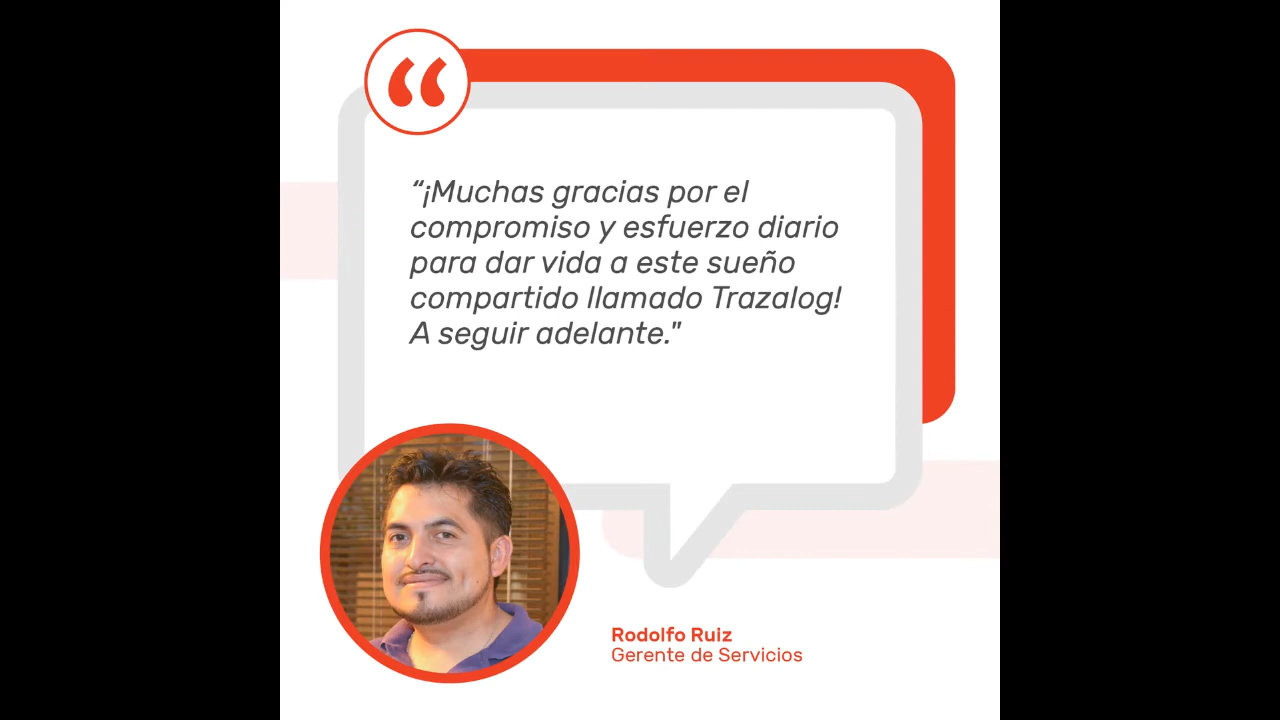 “¡Muchas gracias por el
compromiso y esfuerzo diario
para dar vida a este sueño
compartido llamado Trazalog!
A seguir adelante."
Rodolfo Ruiz
Gerente de Servicios